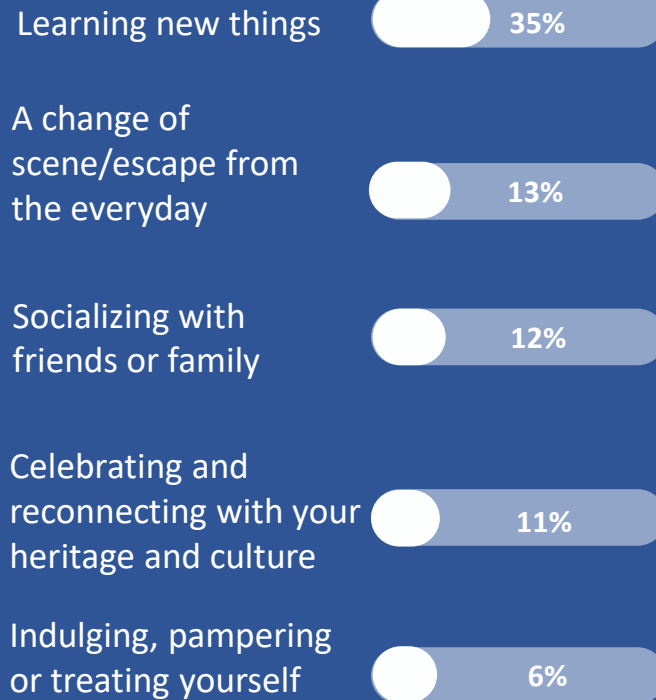 Learning new things
35%
A change of
scene/escape from
the everyday
13%
Socializing with
friends or family
12%
Celebrating and
reconnecting with your
heritage and culture
11%
Indulging, pampering
or treating yourself
6%